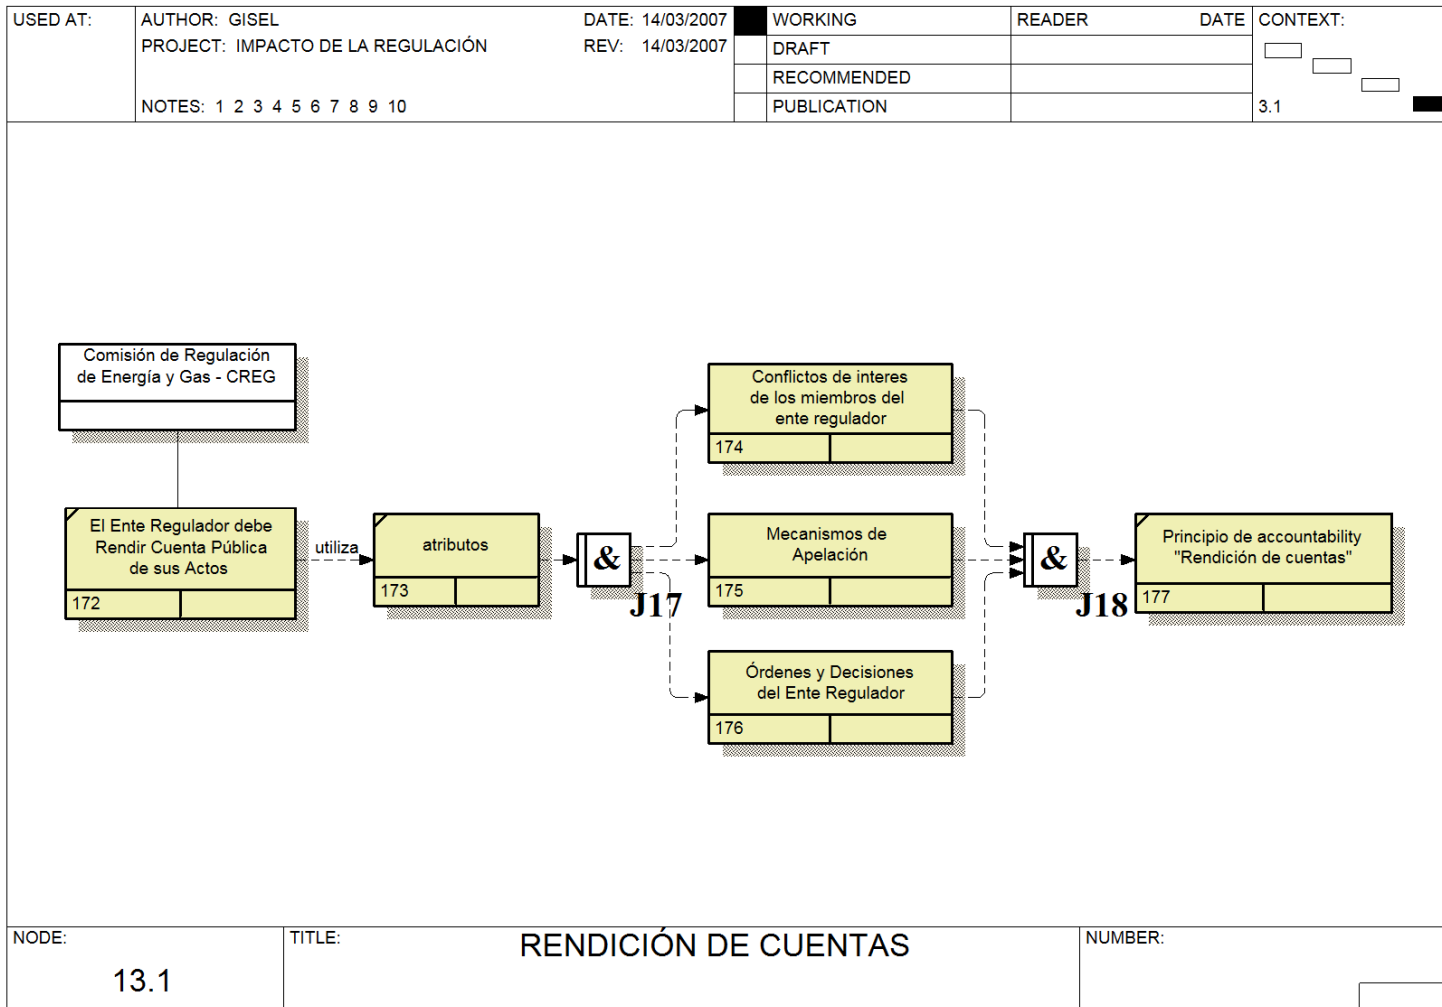 USED AT:
AUTHOR: GISEL
DATE: 14/03/2007
PROJECT: IMPACTO DE LA REGULACIÓN
REV: 14/03/2007
NOTES: 1 2 3 4 5 6 7 8 9 10
WORKING
DRAFT
RECOMMENDED
PUBLICATION
READER DATE
CONTEXT:
3.1
Comisión de Regulación
de Energía y Gas - CREG
El Ente Regulador debe
Rendir Cuenta Pública
de sus Actos
172
utiliza
atributos
173
&
J17
Conflictos de interes
de los miembros del
ente regulador
174
Mecanismos de
Apelación
175
Órdenes y Decisiones
del Ente Regulador
176
&
J18
Principio de accountability
"Rendición de cuentas"
177
NODE:
13.1
TITLE:
RENDICIÓN DE CUENTAS
NUMBER: